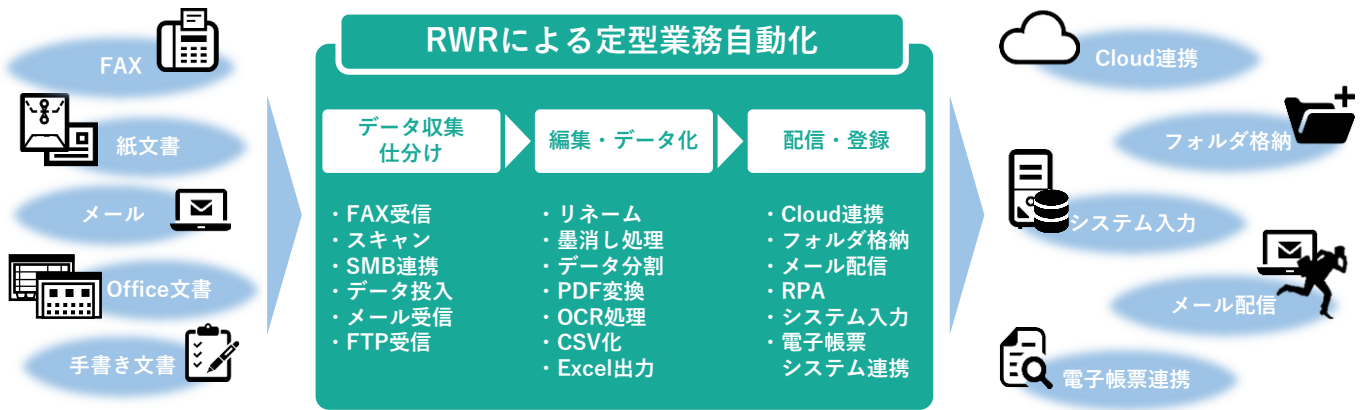 FAX
紙文書
メール
Office文書
手書き文書
RWRによる定型業務自動化
データ収集
仕分け
・FAX受信
・スキャン
・SMB連携
・データ投入
・メール受信
・FTP受信
編集・データ化
・リネーム
・墨消し処理
・データ分割
・PDF変換
・OCR処理
・CSV化
・Excel出力
配信・登録
・Cloud連携
・フォルダ格納
・メール配信
・RPA
・システム入力
・電子帳票
システム連携
Cloud連携
フォルダ格納
システム入力
メール配信
電子帳票連携